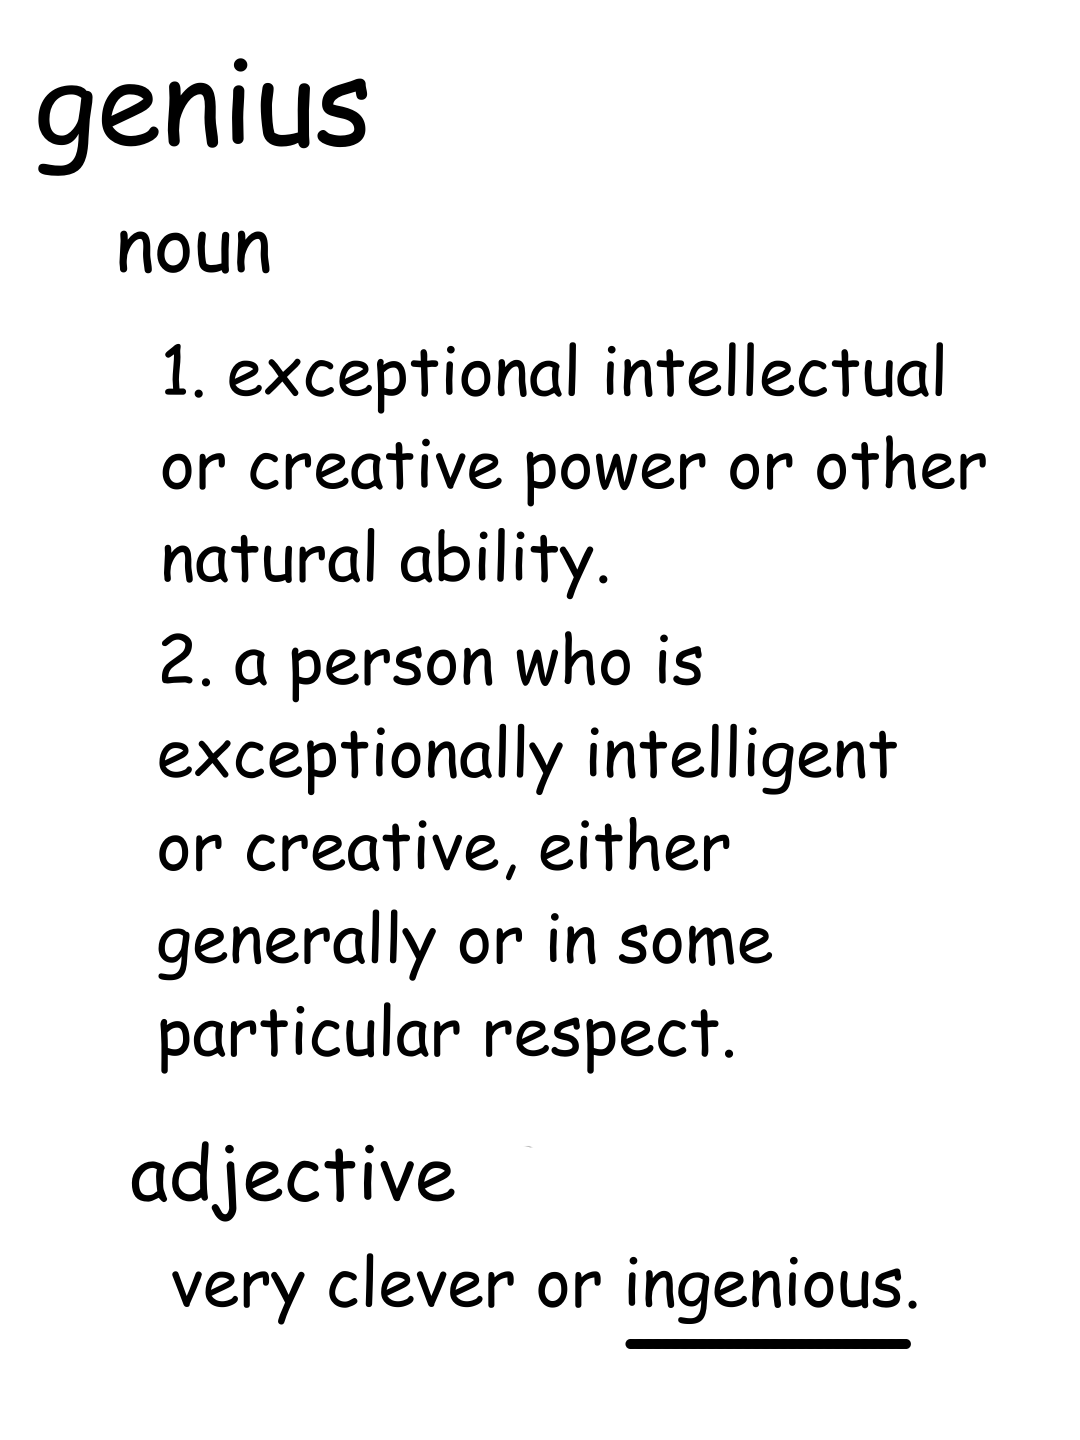 genius
noun
1. exceptional intellectual
or creative power or other
natural ability.
2. a person who is
exceptionally intelligent
or creative, either
generally or in some
particular respect.
adjective
very clever or ingenious.